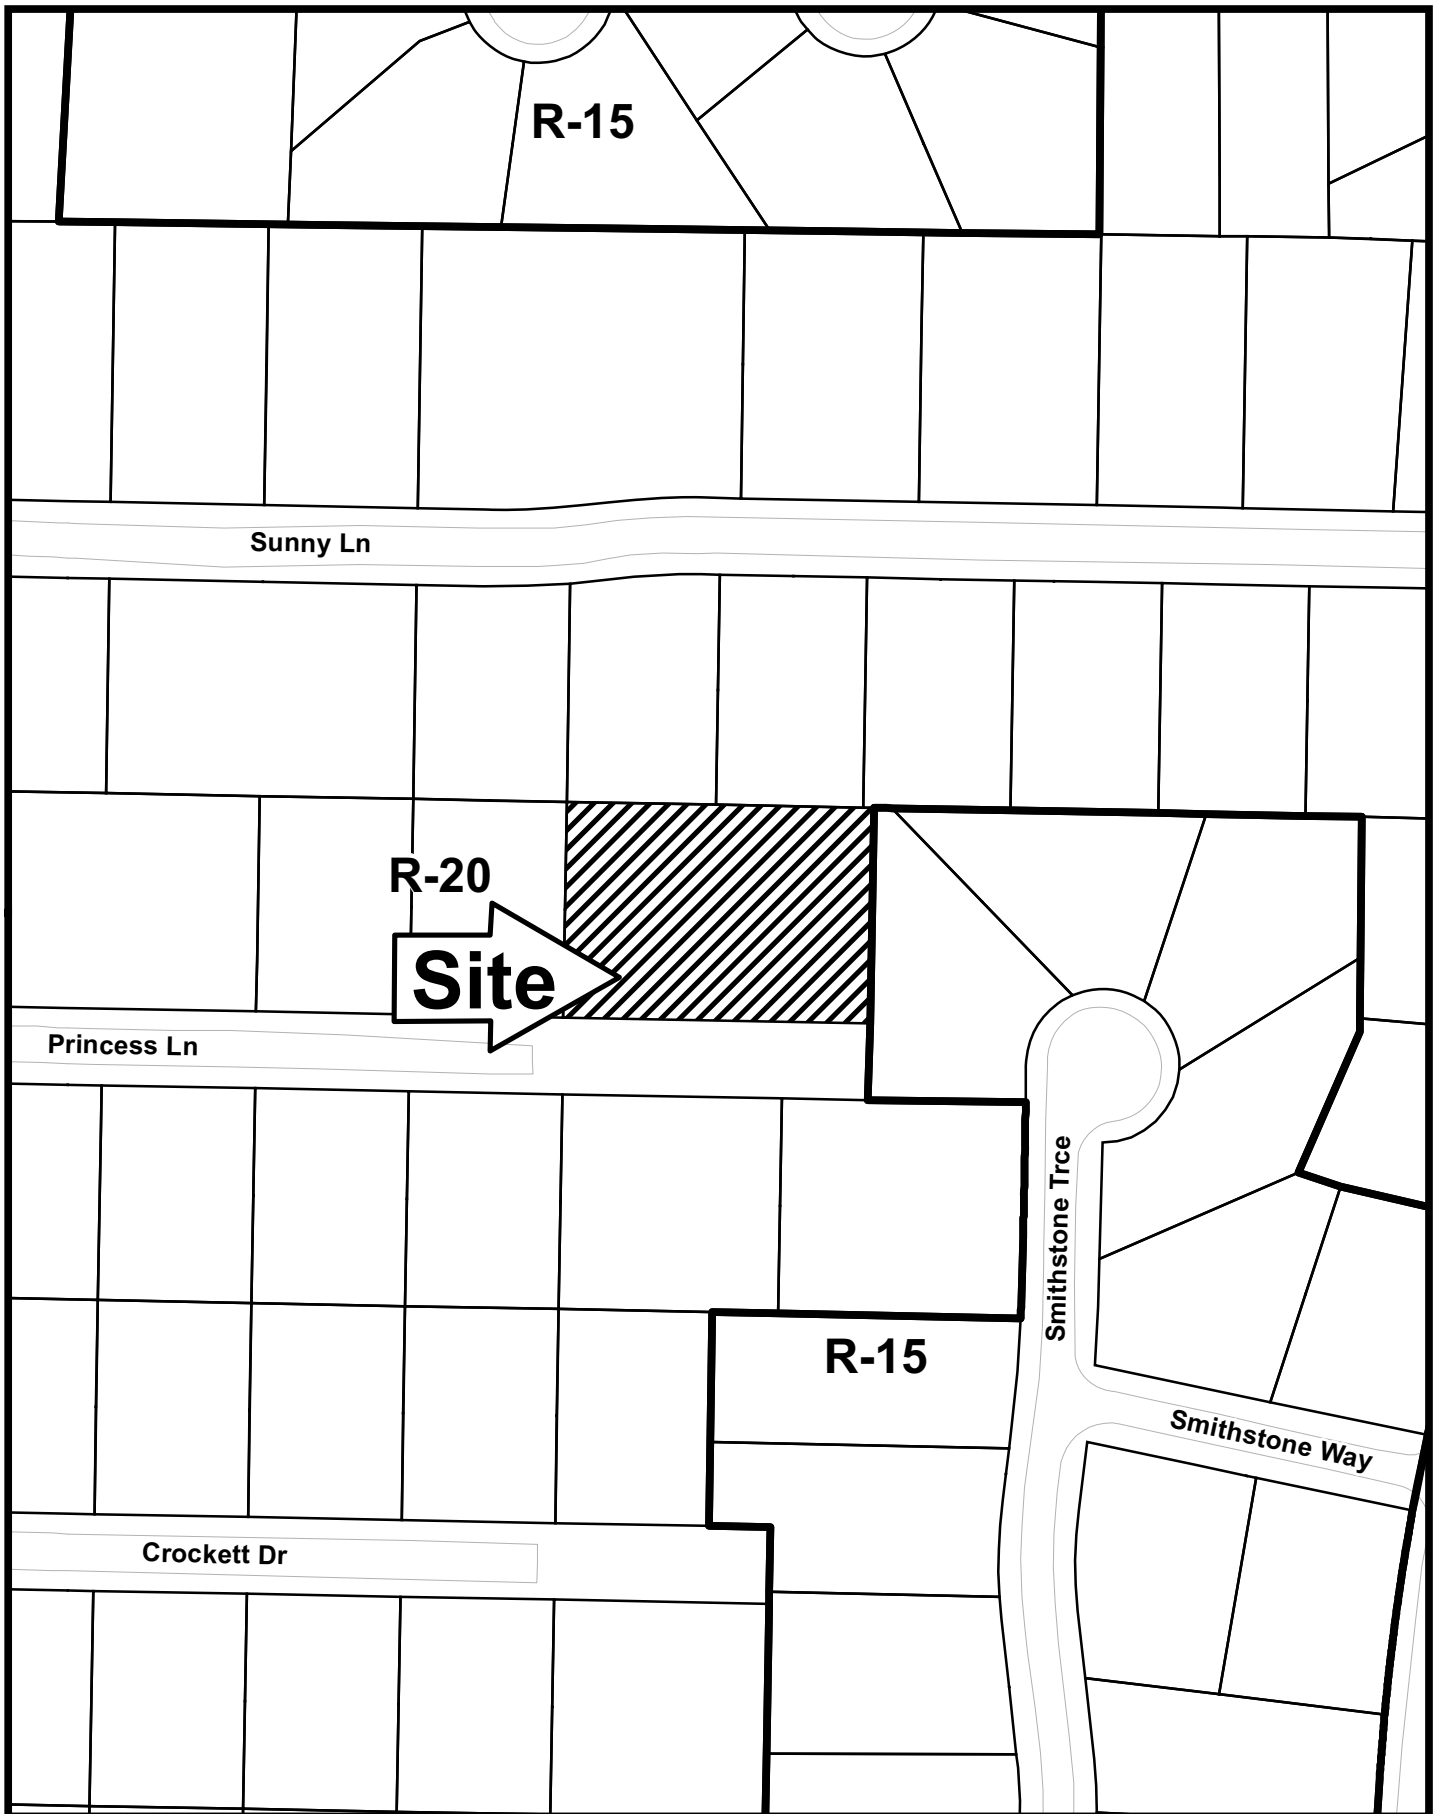 R-15
Sunny Ln
R-20
Site
Princess Ln
Smithstone Trce
R-15
Smithstone Way
Crockett Dr